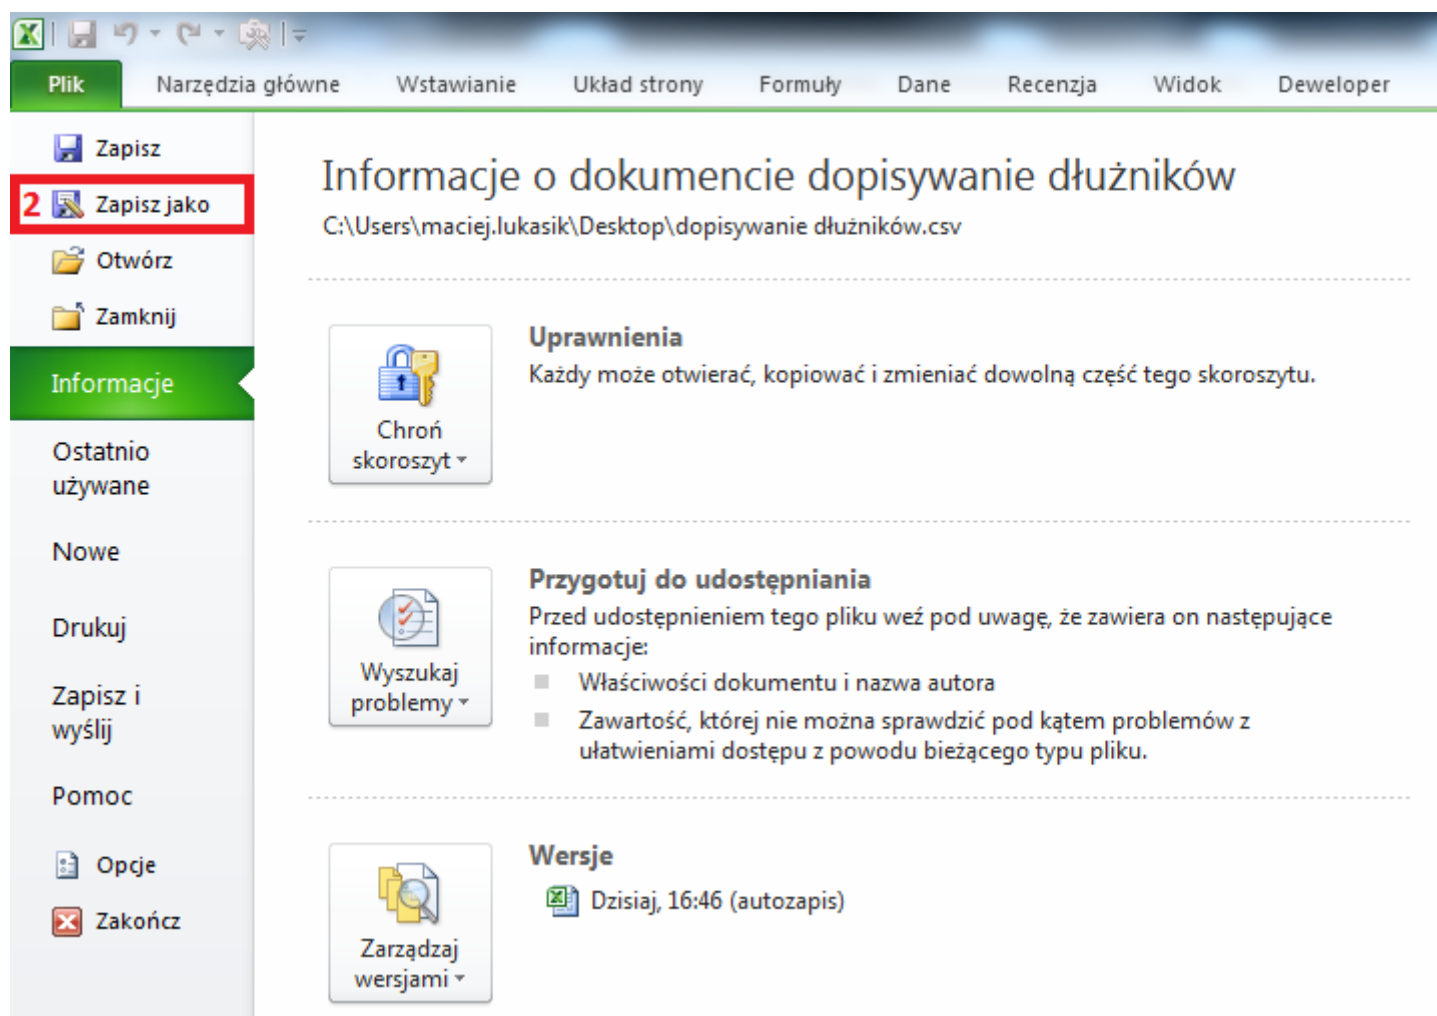 Plik Narzędzia główne Wstawianie Układ strony Formuły Dane Recenzja Widok Deweloper
Zapisz
2 Zapisz jako
Otwórz
Zamknij
Informacje
Ostatnio
używane
Nowe
Drukuj
Zapisz i
wyślij
Pomoc
Opcje
Zakończ
Informacje o dokumencie dopisywanie dłużników
C:\Users\maciej.lukasik\Desktop\dopisywanie dłużników.csv
Chroń
skoroszyt
Uprawnienia
Każdy może otwierać, kopiować i zmieniać dowolną część tego skoroszytu.
Wyszukaj
problemy
Przygotuj do udostępniania
Przed udostępnieniem tego pliku weź pod uwagę, że zawiera on następujące
informacje:
Właściwości dokumentu i nazwa autora
Zawartość, której nie można sprawdzić pod kątem problemów z
ułatwieniami dostępu z powodu bieżącego typu pliku.
Zarządzaj
wersjami
Wersje
Dzisiaj, 16:46 (autozapis)